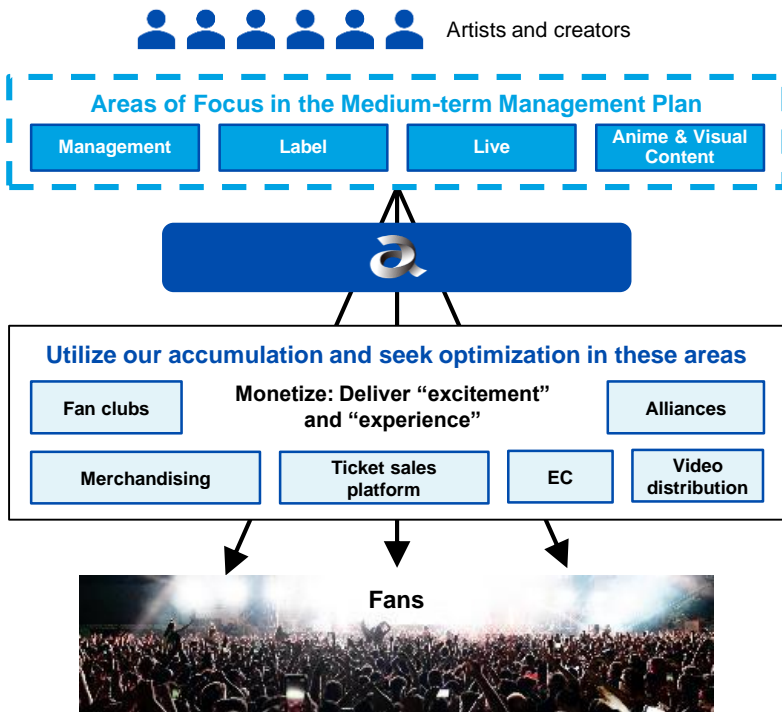 Artists and creators
Areas of Focus in the Medium-term Management Plan
Management
Label
Live
Anime & Visual
Content
a
Utilize our accumulation and seek optimization in these areas
Fan clubs
Monetize: Deliver “excitement”
and “experience”
Alliances
Merchandising
Ticket sales
platform
EC
Video
distribution
Fans